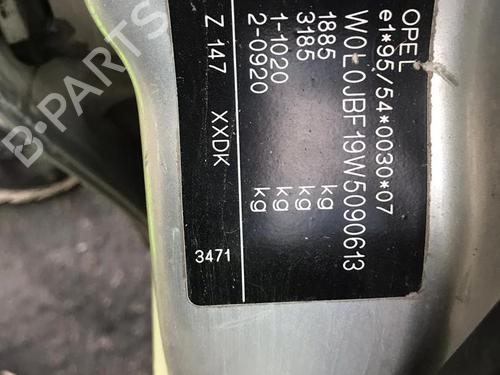 OPEL
e1*95/54*0030*07
W0L0JBF19W5090613
1885 kg
3185 kg
1-1020 kg
2-0920 kg
Z 147 XXDK
3471
B-PARTS